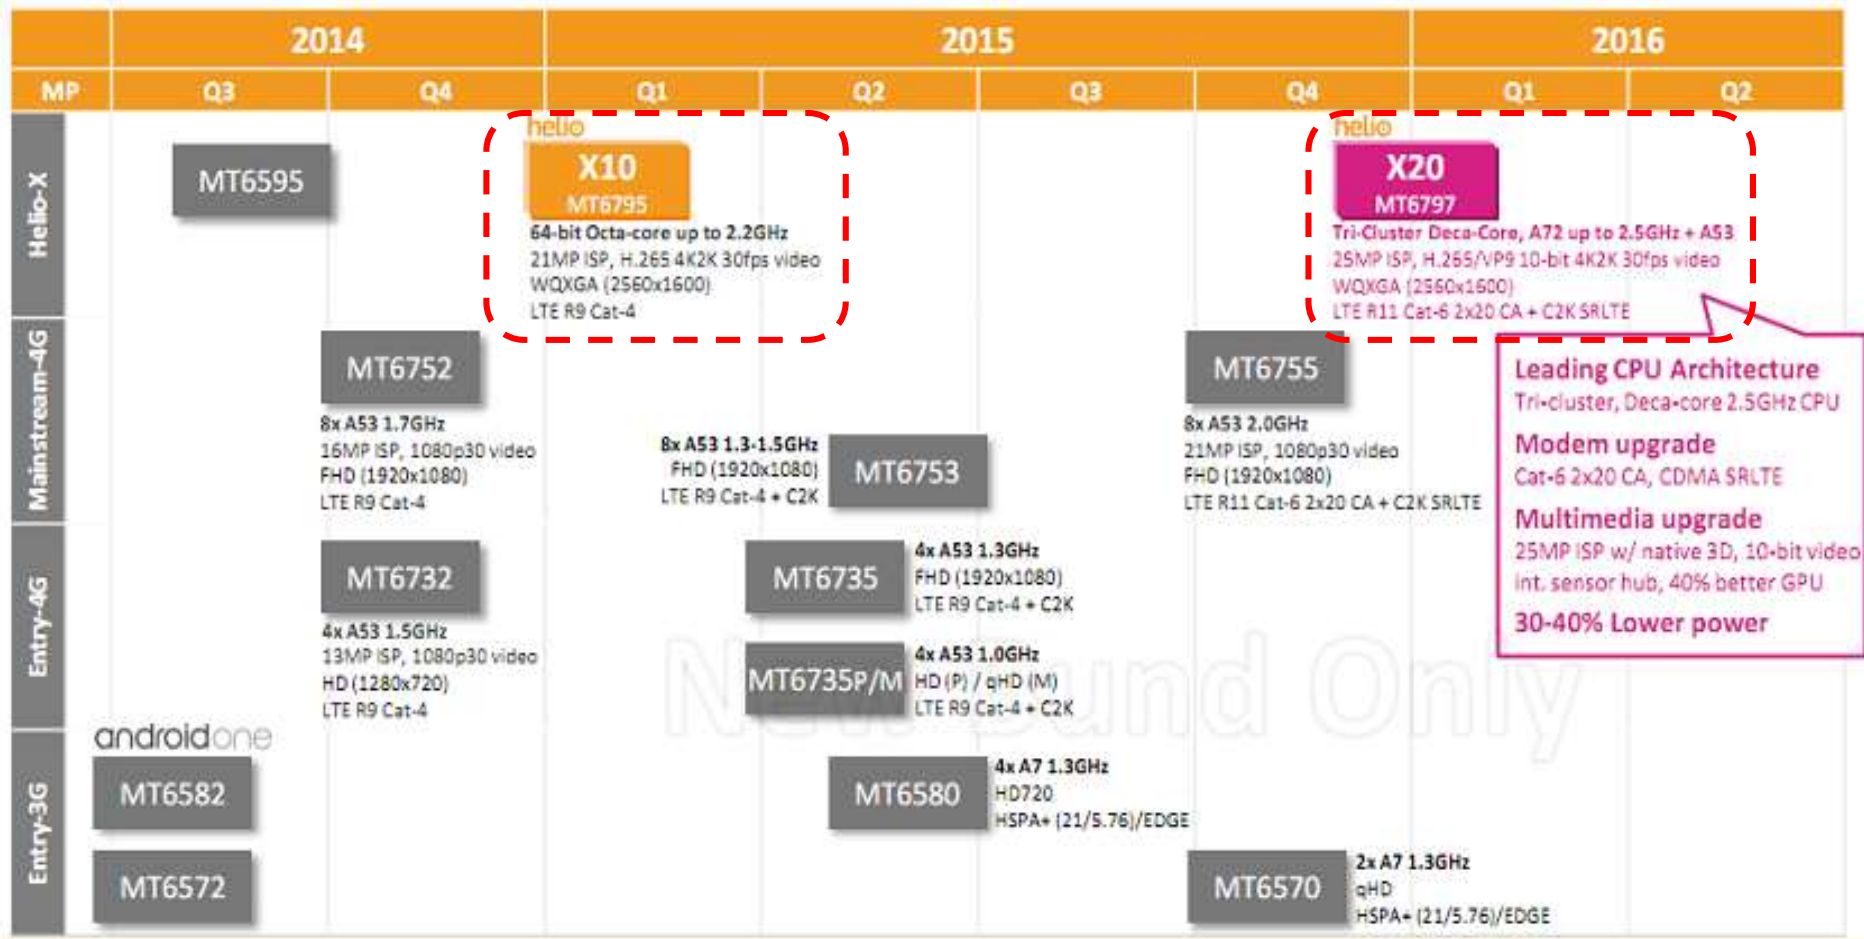 2014 2015 2016
MP Q3 Q4 Q1 Q2 Q3 Q4 Q1 Q2
Helio-X
MT6595
helio
X10
MT6795
64-bit Octa-core up to 2.2GHz
21MP ISP, H.265 4K2K 30fps video
WQXGA (2560x1600)
LTE R9 Cat-4
helio
X20
MT6797
Tri-Cluster Deca-Core, A72 up to 2.5GHz + A53
25MP ISP, H.265/VP9 10-bit 4K2K 30fps video
WQXGA (2560x1600)
LTE R11 Cat-6 2x20 CA + C2K SRLTE
Leading CPU Architecture
Tri-cluster, Deca-core 2.5GHz CPU
Modem upgrade
Cat-6 2x20 CA, CDMA SRLTE
Multimedia upgrade
25MP ISP w/ native 3D, 10-bit video
int. sensor hub, 40% better GPU
30-40% Lower power
Mainstream-4G
MT6752
8x A53 1.7GHz
16MP ISP, 1080p30 video
FHD (1920x1080)
LTE R9 Cat-4
8x A53 1.3-1.5GHz
FHD (1920x1080)
LTE R9 Cat-4 + C2K
MT6753
MT6755
8x A53 2.0GHz
21MP ISP, 1080p30 video
FHD (1920x1080)
LTE R11 Cat-6 2x20 CA + C2K SRLTE
Entry-4G
MT6732
4x A53 1.5GHz
13MP ISP, 1080p30 video
HD (1280x720)
LTE R9 Cat-4
MT6735
4x A53 1.3GHz
FHD (1920x1080)
LTE R9 Cat-4 + C2K
MT6735P/M
4x A53 1.0GHz
HD (P) / qHD (M)
LTE R9 Cat-4 + C2K
Only
Entry-3G
androidone
MT6582
MT6572
MT6580
4x A7 1.3GHz
HD720
HSPA+ (21/5.76)/EDGE
MT6570
2x A7 1.3GHz
qHD
HSPA+ (21/5.76)/EDGE